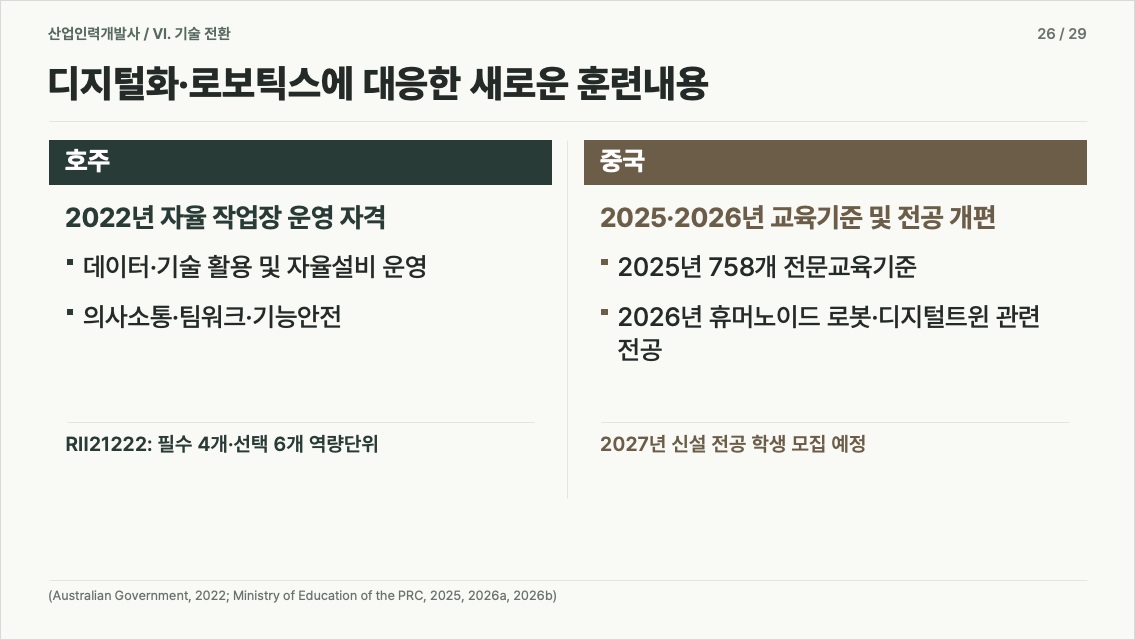 산업인력개발사 / VI. 기술 전환
26 / 29
디지털화·로보틱스에 대응한 새로운 훈련내용
호주
2022년 자율 작업장 운영 자격
데이터·기술 활용 및 자율설비 운영
의사소통·팀워크·기능안전
RII21222: 필수 4개·선택 6개 역량단위
중국
2025·2026년 교육기준 및 전공 개편
2025년 758개 전문교육기준
2026년 휴머노이드 로봇·디지털트윈 관련
전공
2027년 신설 전공 학생 모집 예정
(Australian Government, 2022; Ministry of Education of the PRC, 2025, 2026a, 2026b)